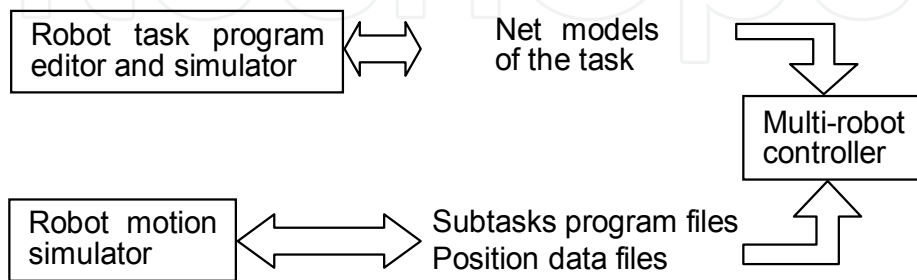 Robot task program
editor and simulator
Net models
of the task
Multi-robot
controller
Robot motion
simulator
Subtasks program files
Position data files